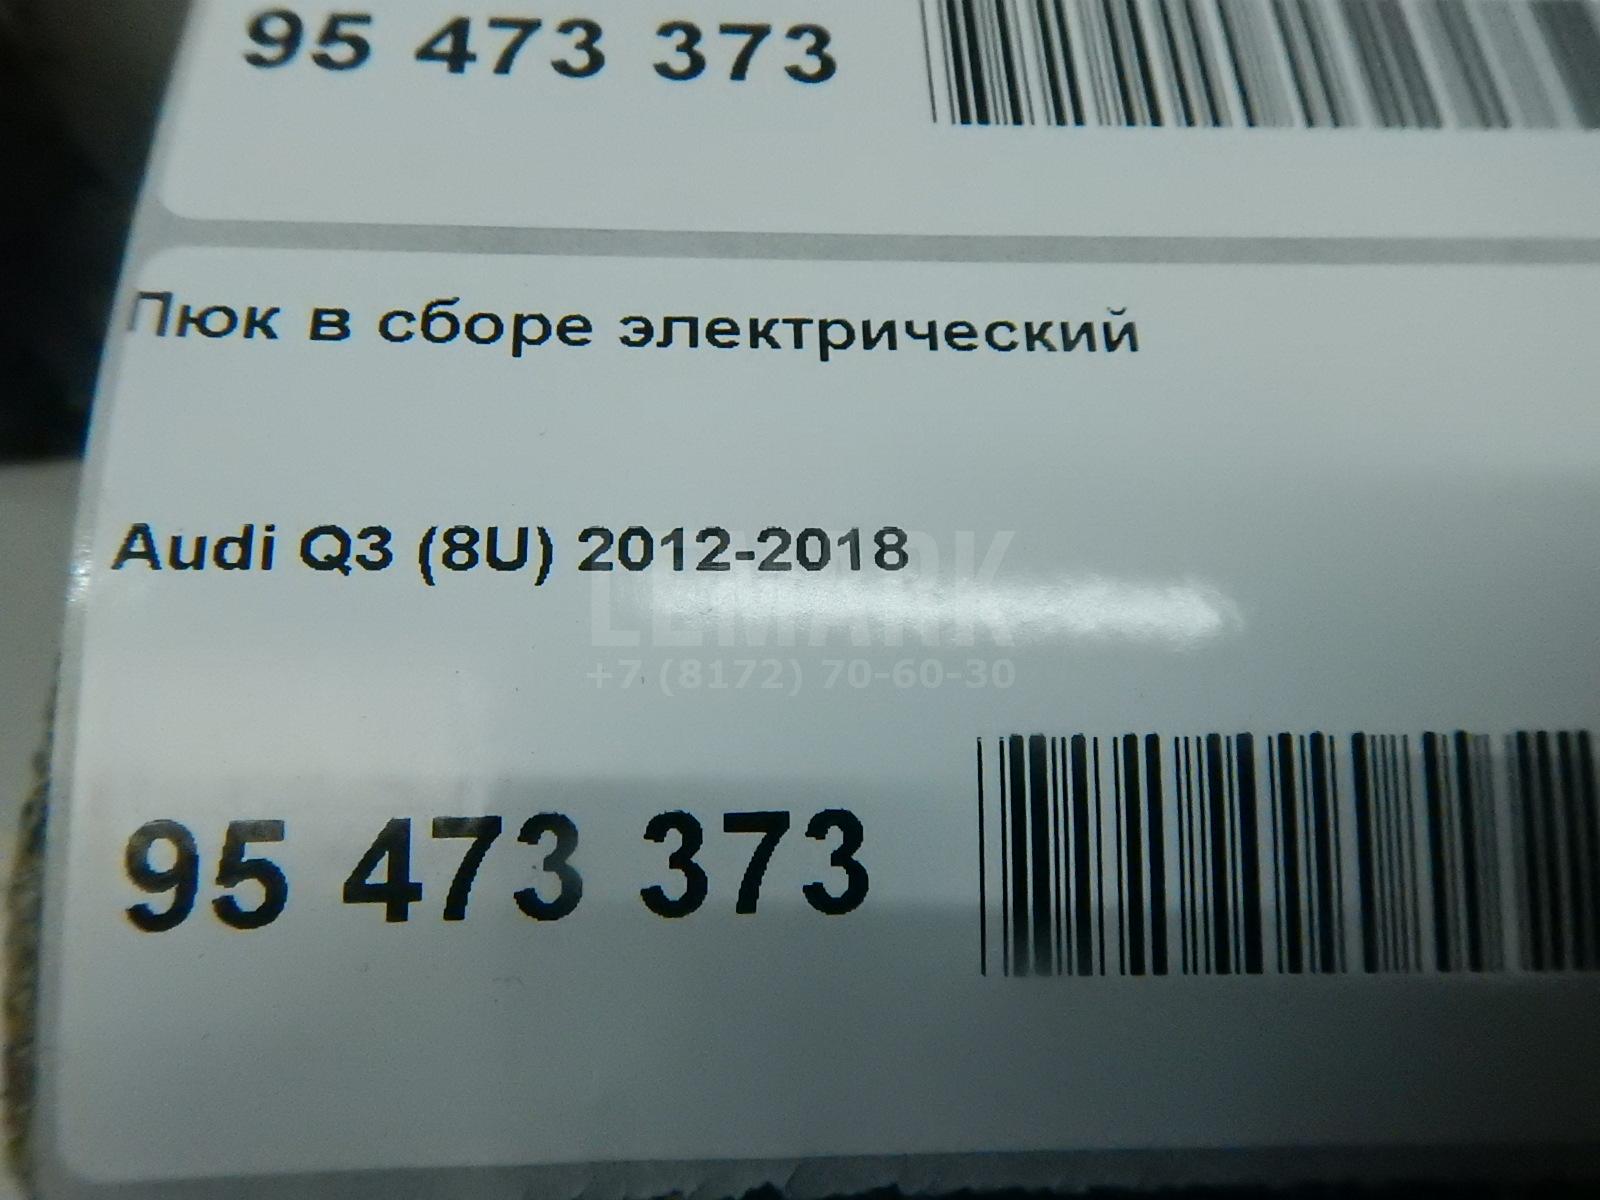 95 473 373
Люк в сборе электрический
Audi Q3 (8U) 2012-2018
LEMARK
+7 (8172) 70-60-30
95 473 373